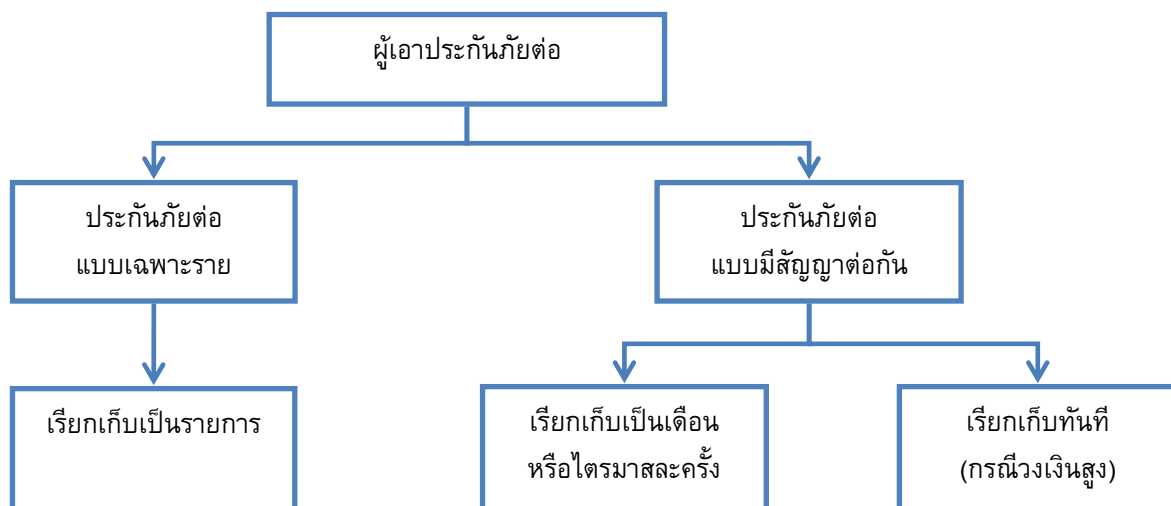 ผู้เอาประกันภัยต่อ
ประกันภัยต่อ
แบบเฉพาะราย
ประกันภัยต่อ
แบบมีสัญญาต่อกัน
เรียกเก็บเป็นรายการ
เรียกเก็บเป็นเดือน
หรือไตรมาสละครั้ง
เรียกเก็บทันที
(กรณีวงเงินสูง)